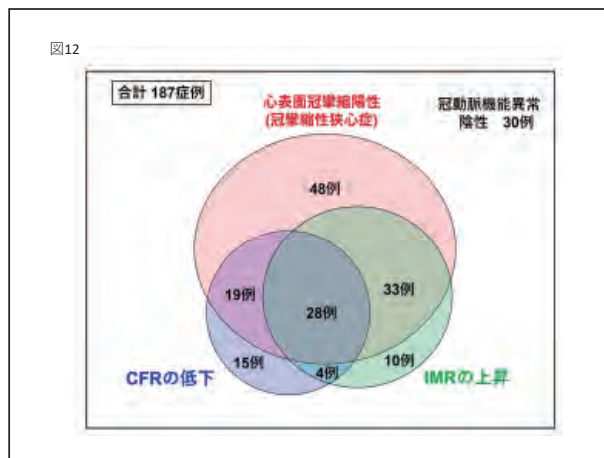 図12
合計 187症例
心表面冠攣縮陽性
(冠攣縮性狭心症)
冠動脈機能異常
陰性 30例
48例
19例
33例
28例
15例
4例
10例
CFRの低下
IMRの上昇